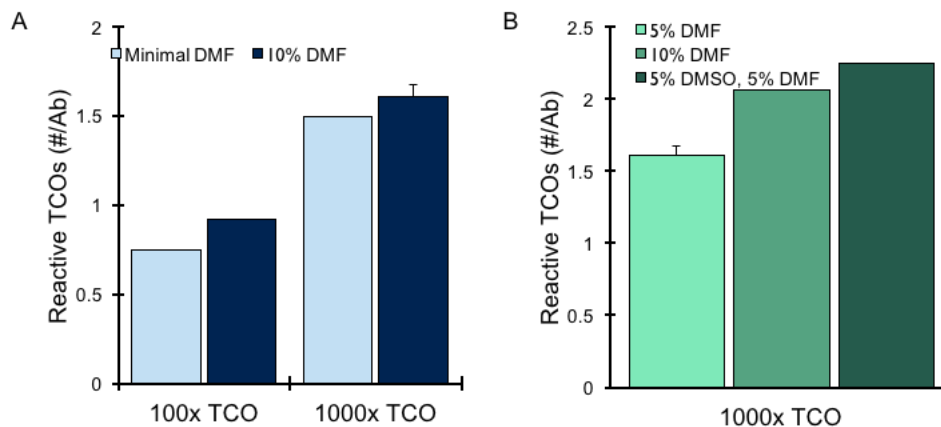 A
Reactive TCOs (#/Ab)
2
1.5
1
0.5
0
Minimal DMF
10% DMF
100x TCO
1000x TCO
B
Reactive TCOs (#/Ab)
2.5
2
1.5
1
0.5
0
5% DMF
10% DMF
5% DMSO, 5% DMF
1000x TCO